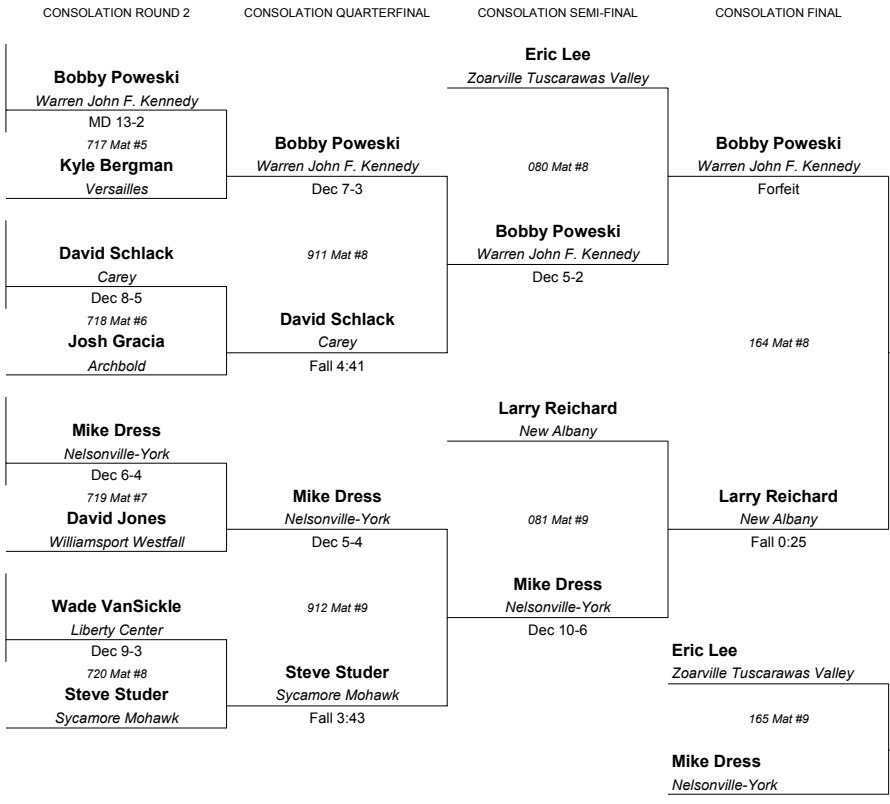 CONSOLATION ROUND 2
CONSOLATION QUARTERFINAL
CONSOLATION SEMI-FINAL
CONSOLATION FINAL
Bobby Poweski
Warren John F. Kennedy
MD 13-2
717 Mat #5
Kyle Bergman
Versailles
David Schlack
Carey
Dec 8-5
718 Mat #6
Josh Gracia
Archbold
Mike Dress
Nelsonville-York
Dec 6-4
719 Mat #7
David Jones
Williamsport Westfall
Wade VanSickle
Liberty Center
Dec 9-3
720 Mat #8
Steve Studer
Sycamore Mohawk
Bobby Poweski
Warren John F. Kennedy
Dec 7-3
911 Mat #8
David Schlack
Carey
Fall 4:41
Mike Dress
Nelsonville-York
Dec 5-4
912 Mat #9
Steve Studer
Sycamore Mohawk
Fall 3:43
Eric Lee
Zoarville Tuscarawas Valley
080 Mat #8
Bobby Poweski
Warren John F. Kennedy
Dec 5-2
Larry Reichard
New Albany
081 Mat #9
Mike Dress
Nelsonville-York
Dec 10-6
Bobby Poweski
Warren John F. Kennedy
Forfeit
164 Mat #8
Larry Reichard
New Albany
Fall 0:25
Eric Lee
Zoarville Tuscarawas Valley
165 Mat #9
Mike Dress
Nelsonville-York